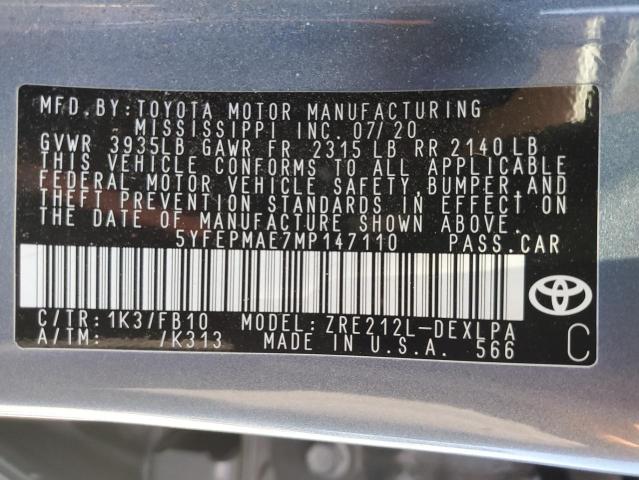 MFD. BY: TOYOTA MOTOR MANUFACTURING
MISSISSIPPI INC. 07/20
GVWR 3935LB GAWR FR 2315 LB RR 2140 LB
THIS VEHICLE CONFORMS TO ALL APPLICABLE
FEDERAL MOTOR VEHICLE SAFETY, BUMPER, AND
THEFT PREVENTION STANDARDS IN EFFECT ON
THE DATE OF MANUFACTURE SHOWN ABOVE.
5YFEPMAE7MP147110 PASS. CAR
C/TR: 1K3/FB10 MODEL: ZRE212L-DEXLPA
A/TM: /K313 MADE IN U.S.A. 566
C